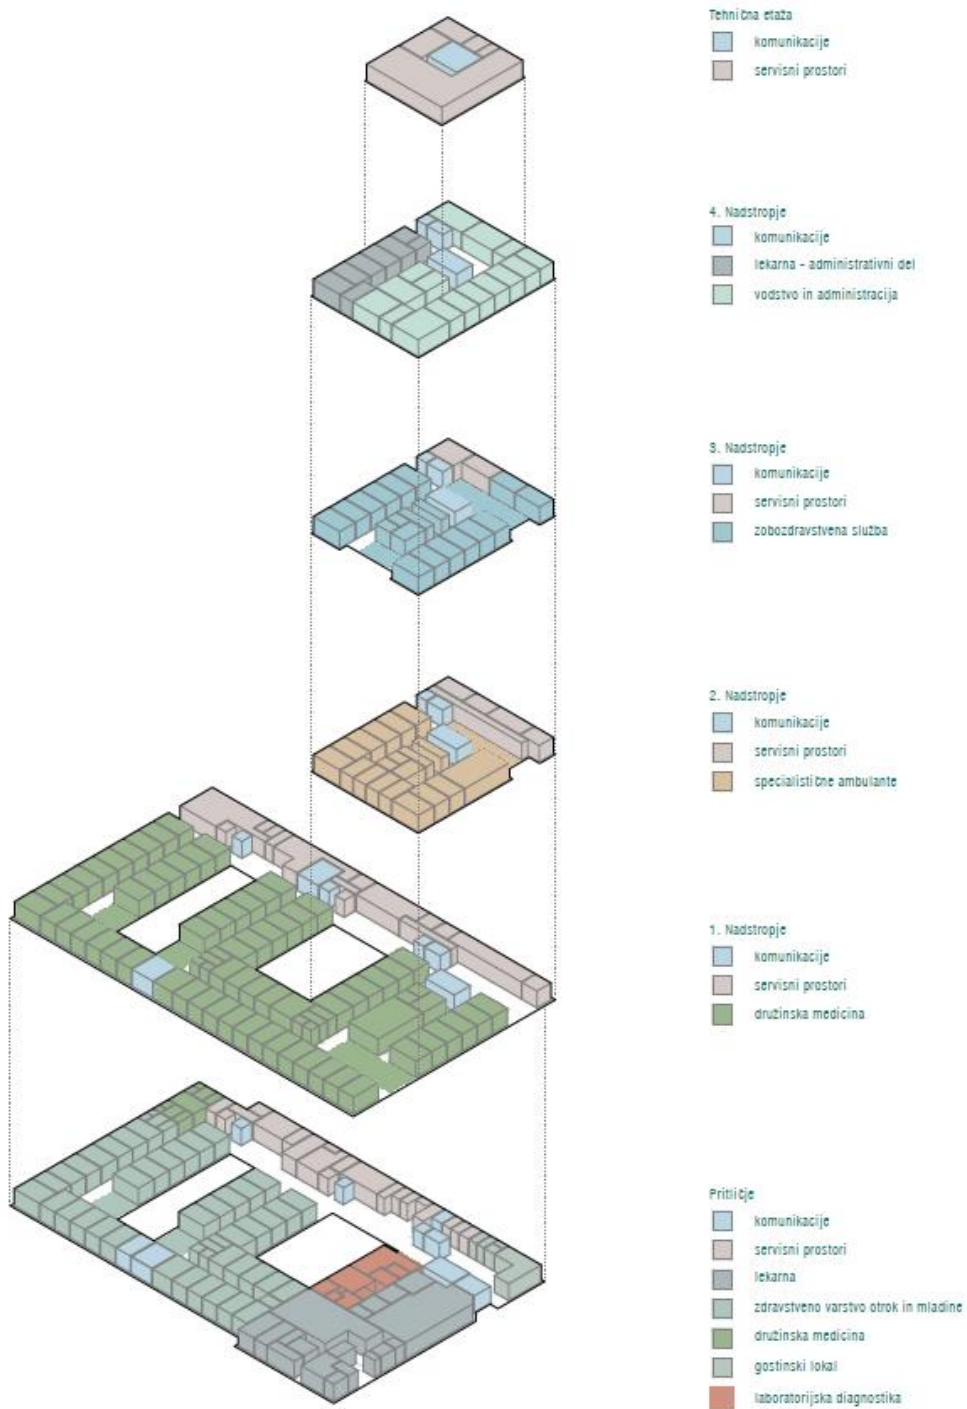 Tehnična etaža
komunikacije
servisni prostori
4. Nadstropje
komunikacije
lekarna - administrativni del
vodstvo in administracija
3. Nadstropje
komunikacije
servisni prostori
zobozdravstvena služba
2. Nadstropje
komunikacije
servisni prostori
specialistične ambulante
1. Nadstropje
komunikacije
servisni prostori
družinska medicina
Pritličje
komunikacije
servisni prostori
lekarna
zdravstveno varstvo otrok in mladine
družinska medicina
gostinski lokal
laboratorijska diagnostika